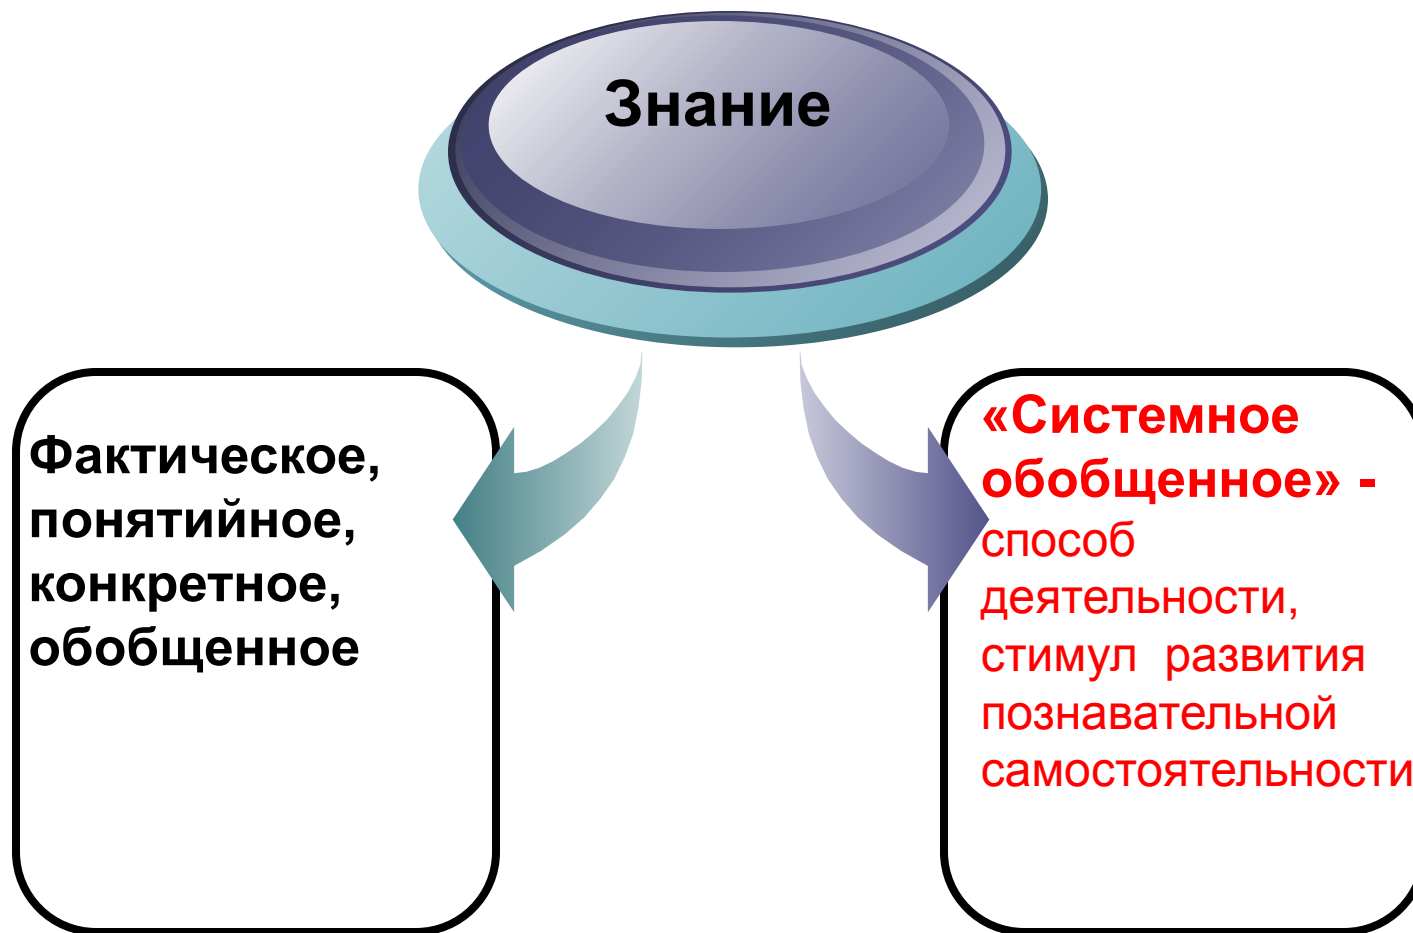 Знание
Фактическое,
понятийное,
конкретное,
обобщенное
«Системное
обобщенное» -
способ
деятельности,
стимул развития
познавательной
самостоятельности